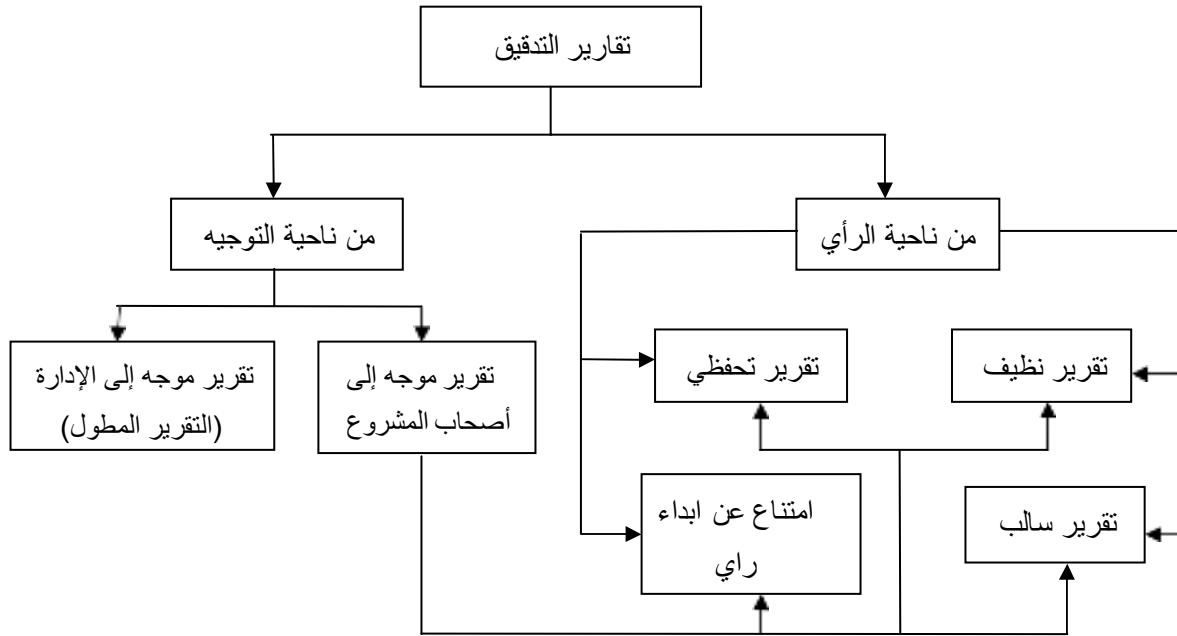 تقارير التدقيق
من ناحية الرأي
من ناحية التوجيه
تقرير نظيف
تقرير تحفظي
تقرير موجه إلى
أصحاب المشروع
تقرير موجه إلى الإدارة
(التقرير المطول)
تقرير سالب
امتناع عن ابداء
راي